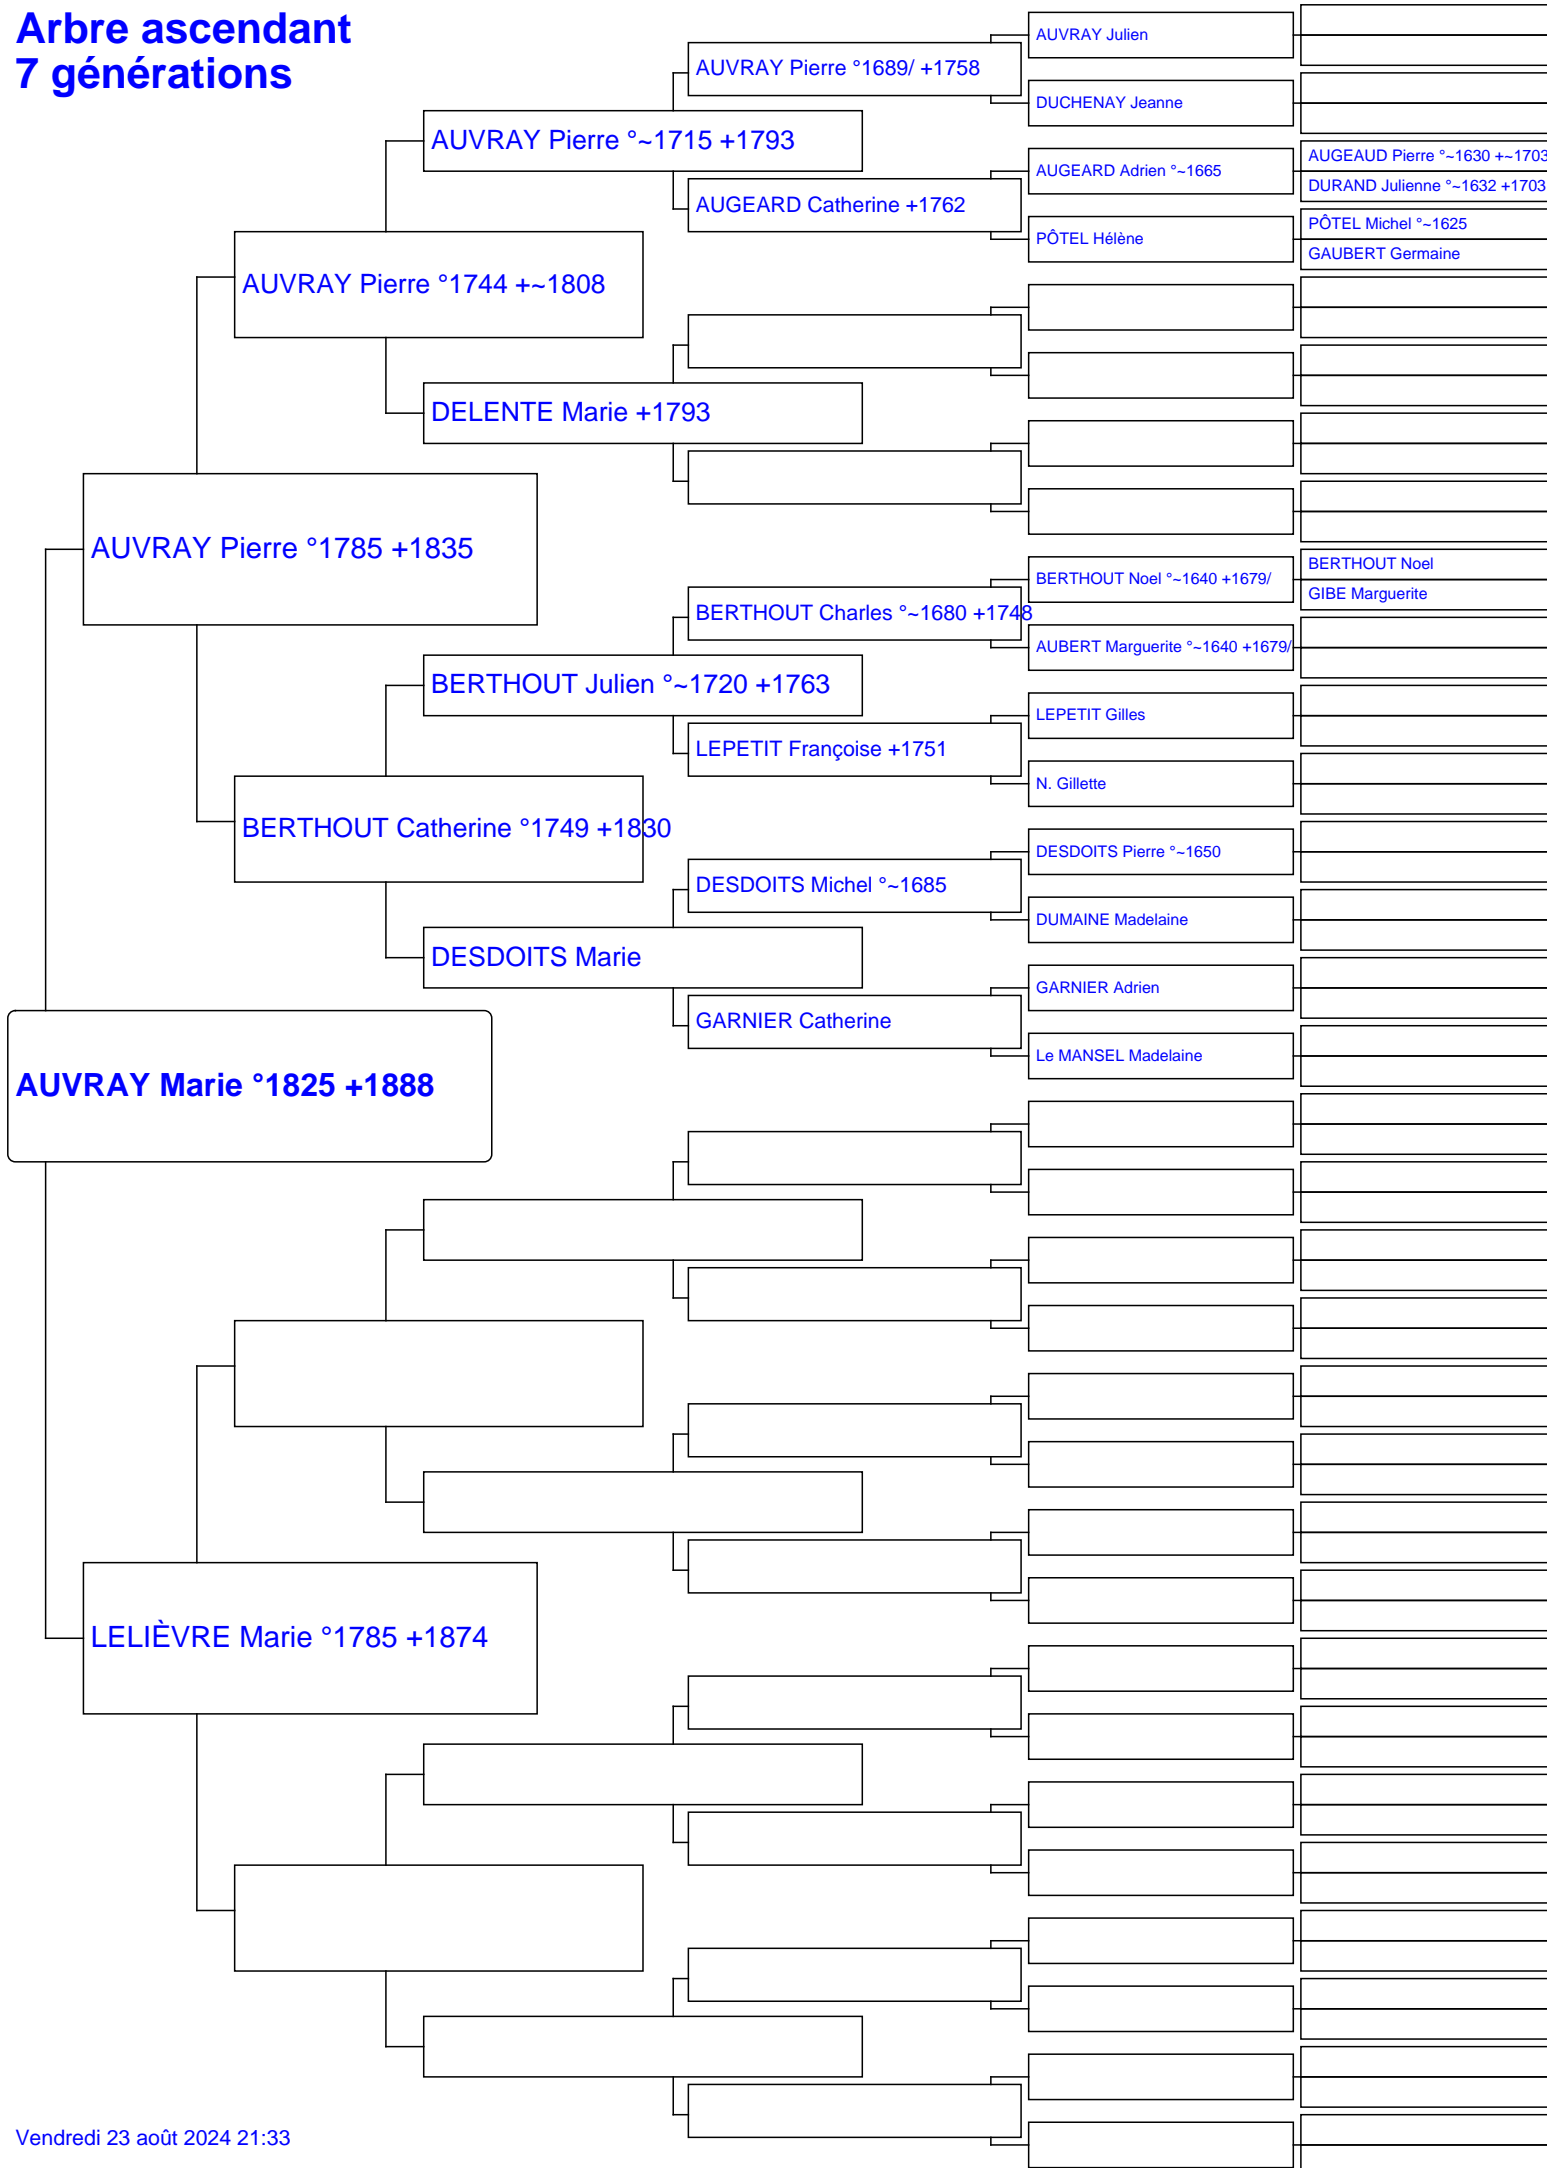 Arbre ascendant
7 générations
AUVRAY Marie °1825 +1888
AUVRAY Pierre °1785 +1835
LELIÈVRE Marie °1785 +1874
AUVRAY Pierre °1744 +~1808
BERTHOUT Catherine °1749 +1830
AUVRAY Pierre °~1715 +1793
DELENTE Marie +1793
BERTHOUT Julien °~1720 +1763
DESDOITS Marie
AUVRAY Pierre °1689/ +1758
AUGEARD Catherine +1762
BERTHOUT Charles °~1680 +1748
LEPETIT Françoise +1751
DESDOITS Michel °~1685
GARNIER Catherine
AUVRAY Julien
DUCHENAY Jeanne
AUGEARD Adrien °~1665
PÔTEL Hélène
BERTHOUT Noel °~1640 +1679/
AUBERT Marguerite °~1640 +1679/
LEPETIT Gilles
N. Gillette
DESDOITS Pierre °~1650
DUMAINE Madelaine
GARNIER Adrien
Le MANSEL Madelaine
AUGEAUD Pierre °~1630 +~1703
DURAND Julienne °~1632 +1703
PÔTEL Michel °~1625
GAUBERT Germaine
BERTHOUT Noel
GIBE Marguerite
Vendredi 23 août 2024 21:33